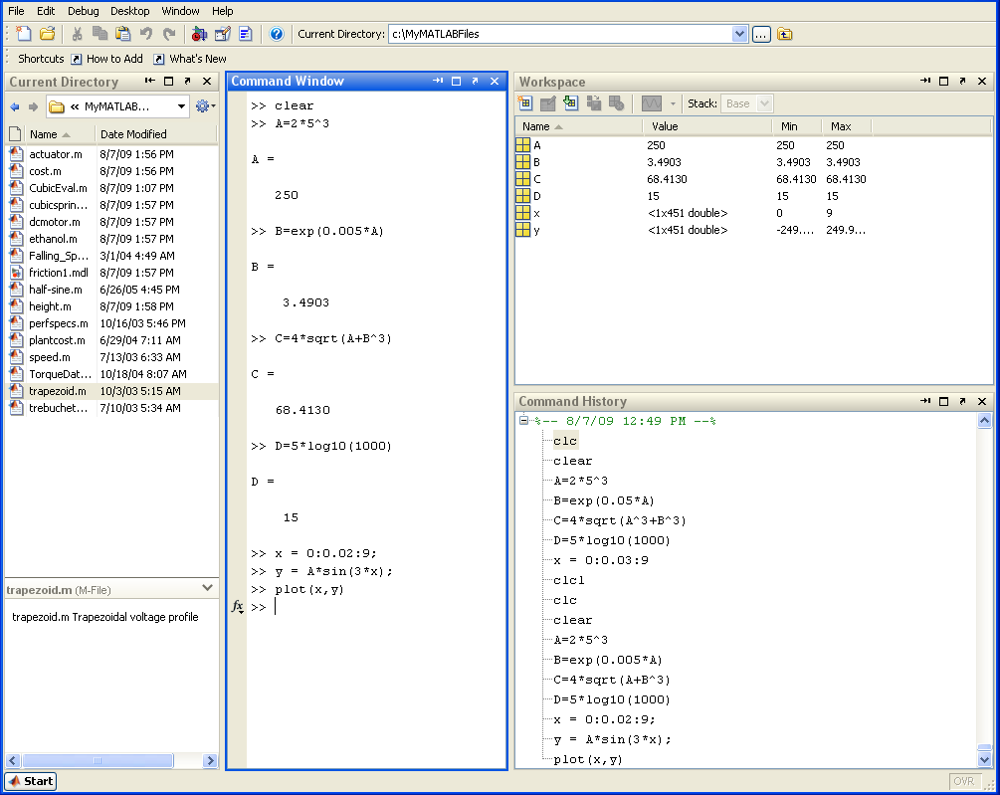 File Edit Debug Desktop Window Help
Current Directory: c:\MyMATLABFiles
...
Shortcuts How to Add What's New
Current Directory
« MyMATLAB...
Name Date Modified
actuator.m 8/7/09 1:56 PM
cost.m 8/7/09 1:56 PM
CubicEval.m 8/7/09 1:07 PM
cubicsprin... 8/7/09 1:57 PM
dcmotor.m 8/7/09 1:57 PM
ethanol.m 8/7/09 1:57 PM
Falling_Sp... 3/1/04 4:49 AM
friction1.mdl 8/7/09 1:57 PM
half-sine.m 6/26/05 4:45 PM
height.m 8/7/09 1:58 PM
perfspecs.m 10/16/03 5:46 PM
plantcost.m 6/29/04 7:11 AM
speed.m 7/13/03 6:33 AM
TorqueDat... 10/18/04 8:07 AM
trapezoid.m 10/3/03 5:15 AM
trebuchet... 7/10/03 5:34 AM
trapezoid.m (M-File)
trapezoid.m Trapezoidal voltage profile
Command Window
>> clear
>> A=2*5^3
A =
250
>> B=exp(0.005*A)
B =
3.4903
>> C=4*sqrt(A+B^3)
C =
68.4130
>> D=5*log10(1000)
D =
15
>> x = 0:0.02:9;
>> y = A*sin(3*x);
>> plot(x,y)
fx >>
Workspace
Stack: Base
Name Value Min Max
A 250 250 250
B 3.4903 3.4903 3.4903
C 68.4130 68.4130 68.4130
D 15 15 15
x <1x451 double> 0 9
y <1x451 double> -249.... 249.9...
Command History
%-- 8/7/09 12:49 PM --%
clc
clear
A=2*5^3
B=exp(0.05*A)
C=4*sqrt(A^3+B^3)
D=5*log10(1000)
x = 0:0.03:9
clcl
clc
clear
A=2*5^3
B=exp(0.005*A)
C=4*sqrt(A+B^3)
D=5*log10(1000)
x = 0:0.02:9;
y = A*sin(3*x);
plot(x,y)
Start
OVR